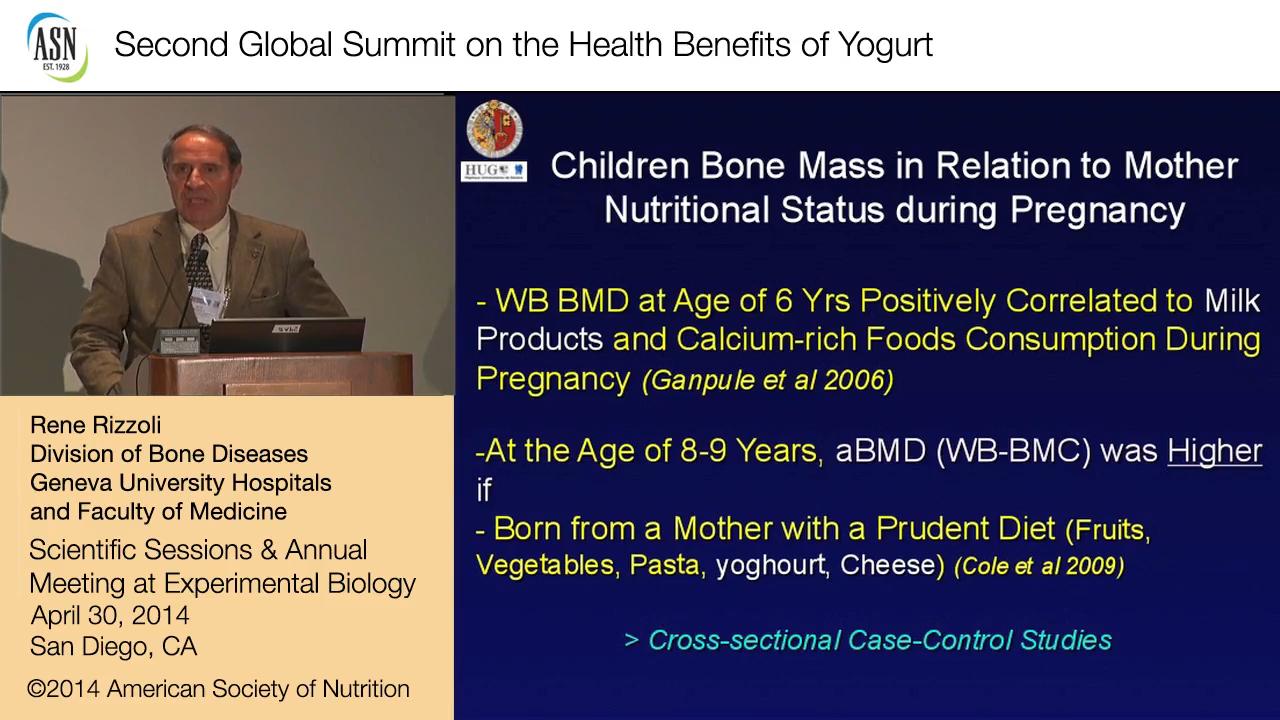 ASN
EST. 1928
Second Global Summit on the Health Benefits of Yogurt
HUG
Children Bone Mass in Relation to Mother
Nutritional Status during Pregnancy
- WB BMD at Age of 6 Yrs Positively Correlated to Milk
Products and Calcium-rich Foods Consumption During
Pregnancy (Ganpule et al 2006)
-At the Age of 8-9 Years, aBMD (WB-BMC) was Higher
if
- Born from a Mother with a Prudent Diet (Fruits,
Vegetables, Pasta, yoghourt, Cheese) (Cole et al 2009)
> Cross-sectional Case-Control Studies
Rene Rizzoli
Division of Bone Diseases
Geneva University Hospitals
and Faculty of Medicine
Scientific Sessions & Annual
Meeting at Experimental Biology
April 30, 2014
San Diego, CA
©2014 American Society of Nutrition